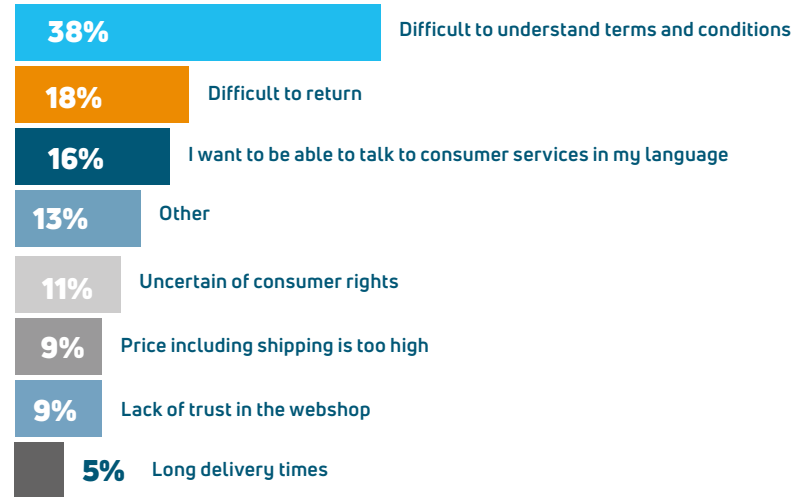 38% Difficult to understand terms and conditions
18% Difficult to return
16% I want to be able to talk to consumer services in my language
13% Other
11% Uncertain of consumer rights
9% Price including shipping is too high
9% Lack of trust in the webshop
5% Long delivery times